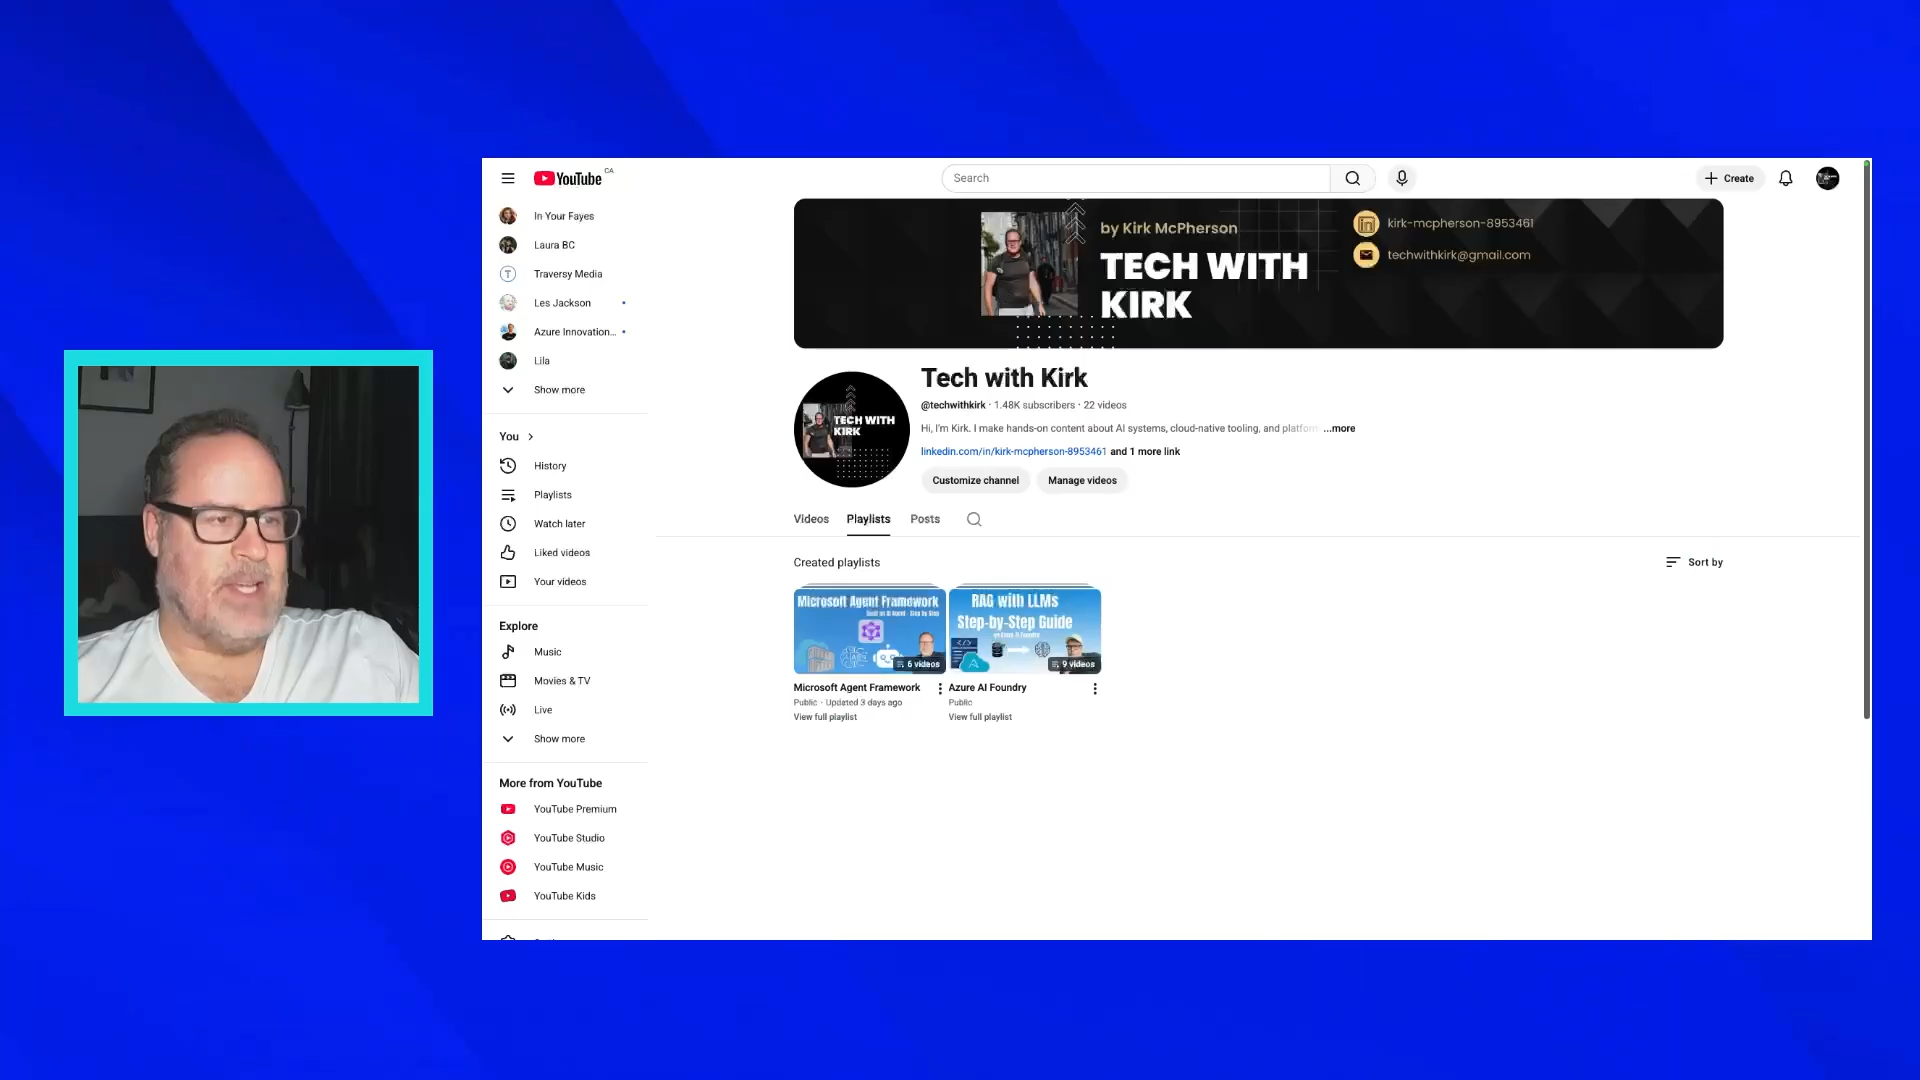 YouTube CA
Search
Create
In Your Fayes
Laura BC
Traversy Media
Les Jackson
Azure Innovation...
Lila
Show more
You
History
Playlists
Watch later
Liked videos
Your videos
Explore
Music
Movies & TV
Live
Show more
More from YouTube
YouTube Premium
YouTube Studio
YouTube Music
YouTube Kids
by Kirk McPherson
TECH WITH
KIRK
kirk-mcpherson-8953461
techwithkirk@gmail.com
TECH WITH
KIRK
Tech with Kirk
@techwithkirk · 1.48K subscribers · 22 videos
Hi, I'm Kirk. I make hands-on content about AI systems, cloud-native tooling, and platform ...more
linkedin.com/in/kirk-mcpherson-8953461 and 1 more link
Customize channel
Manage videos
Videos
Playlists
Posts
Created playlists
Sort by
Microsoft Agent Framework
Build an AI Agent - Step by Step
6 videos
Microsoft Agent Framework
Public · Updated 3 days ago
View full playlist
RAG with LLMs
Step-by-Step Guide
9 videos
Azure AI Foundry
Public
View full playlist